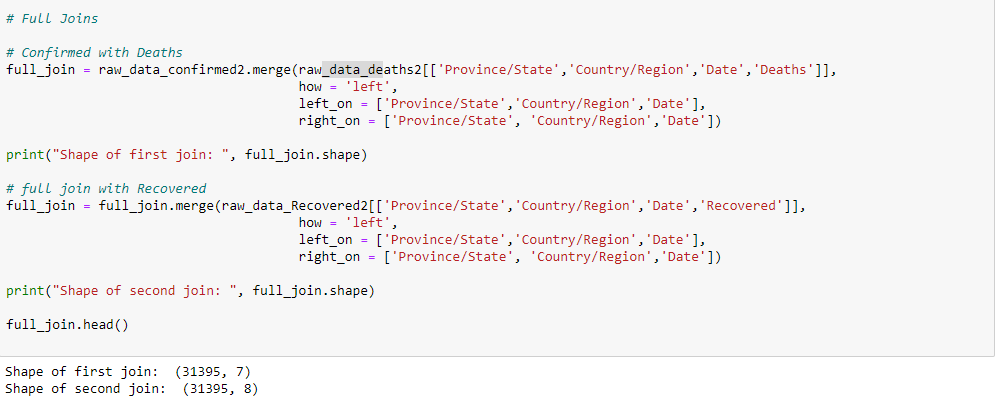 # Full Joins
# Confirmed with Deaths
full_join = raw_data_confirmed2.merge(raw_data_deaths2[['Province/State','Country/Region','Date','Deaths']],
how = 'left',
left_on = ['Province/State','Country/Region','Date'],
right_on = ['Province/State', 'Country/Region','Date'])
print("Shape of first join: ", full_join.shape)
# full join with Recovered
full_join = full_join.merge(raw_data_Recovered2[['Province/State','Country/Region','Date','Recovered']],
how = 'left',
left_on = ['Province/State','Country/Region','Date'],
right_on = ['Province/State', 'Country/Region','Date'])
print("Shape of second join: ", full_join.shape)
full_join.head()
Shape of first join:  (31395, 7)
Shape of second join:  (31395, 8)